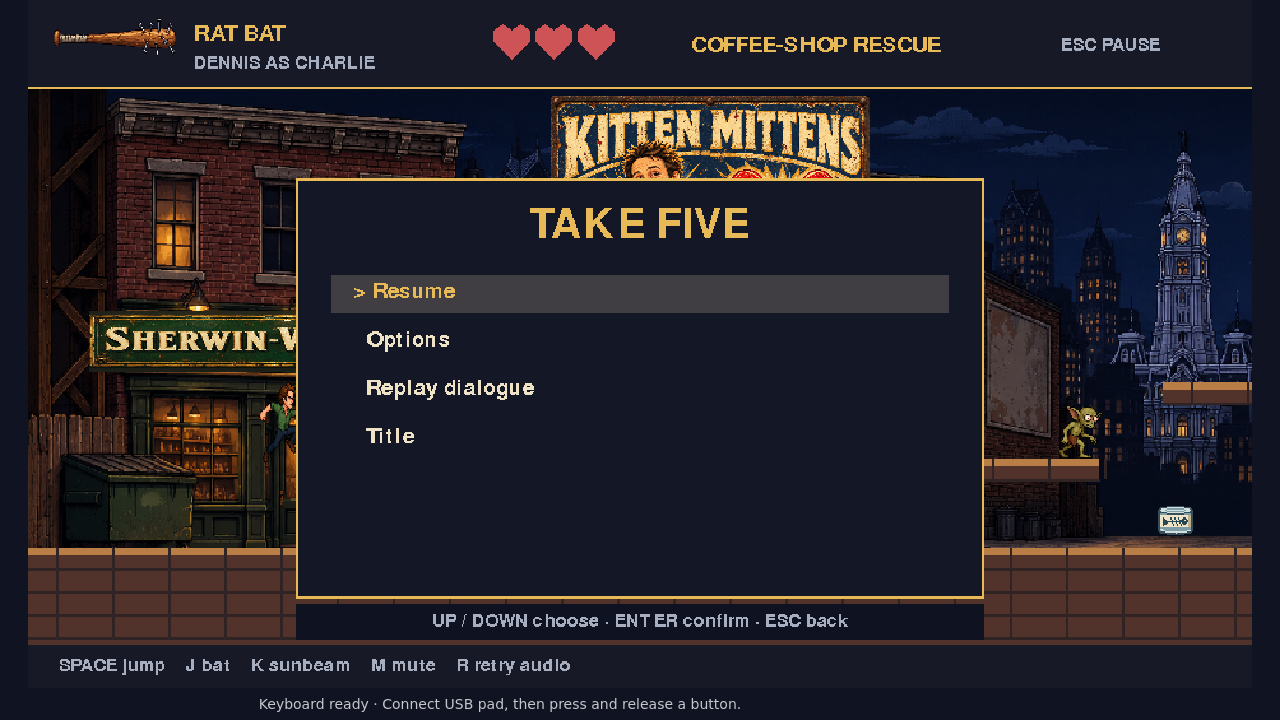 RAT BAT
DENNIS AS CHARLIE
COFFEE-SHOP RESCUE
ESC PAUSE
KITTEN MITTENS
SHERWIN-W
TAKE FIVE
> Resume
Options
Replay dialogue
Title
UP / DOWN choose · ENTER confirm · ESC back
SPACE jump J bat K sunbeam M mute R retry audio
Keyboard ready · Connect USB pad, then press and release a button.